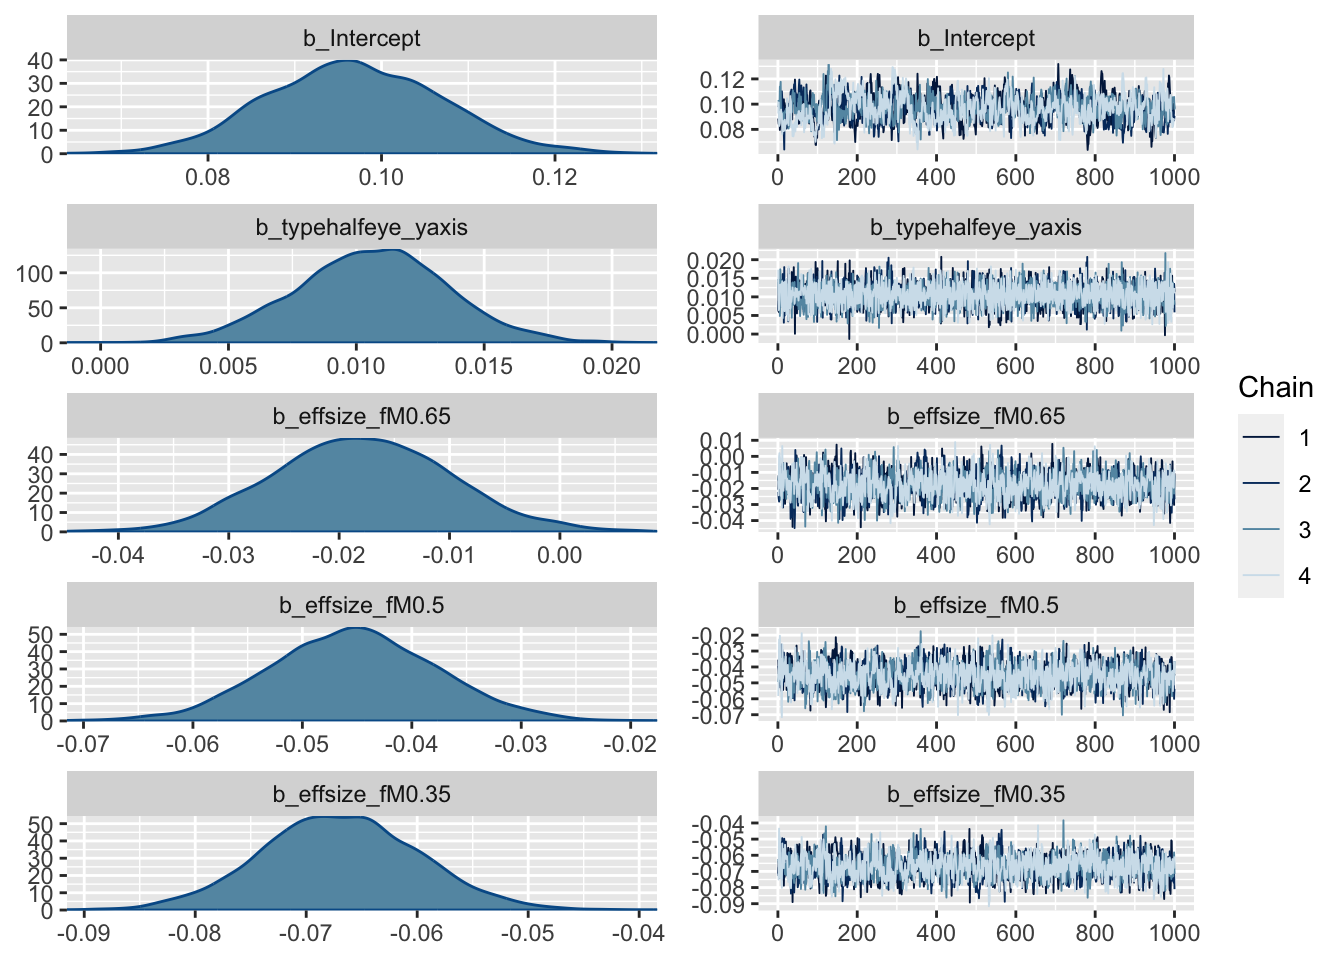 b_Intercept
40
30
20
10
0
0.08 0.10 0.12
b_Intercept
0.12
0.10
0.08
0 200 400 600 800 1000
b_typehalfeye_yaxis
100
50
0
0.000 0.005 0.010 0.015 0.020
b_typehalfeye_yaxis
0.020
0.015
0.010
0.005
0.000
0 200 400 600 800 1000
b_effsize_fM0.65
40
30
20
10
0
-0.04 -0.03 -0.02 -0.01 0.00
b_effsize_fM0.65
0.01
0.00
-0.01
-0.02
-0.03
-0.04
0 200 400 600 800 1000
b_effsize_fM0.5
50
40
30
20
10
0
-0.07 -0.06 -0.05 -0.04 -0.03 -0.02
b_effsize_fM0.5
-0.02
-0.03
-0.04
-0.05
-0.06
-0.07
0 200 400 600 800 1000
b_effsize_fM0.35
50
40
30
20
10
0
-0.09 -0.08 -0.07 -0.06 -0.05 -0.04
b_effsize_fM0.35
-0.04
-0.05
-0.06
-0.07
-0.08
-0.09
0 200 400 600 800 1000
Chain
1
2
3
4